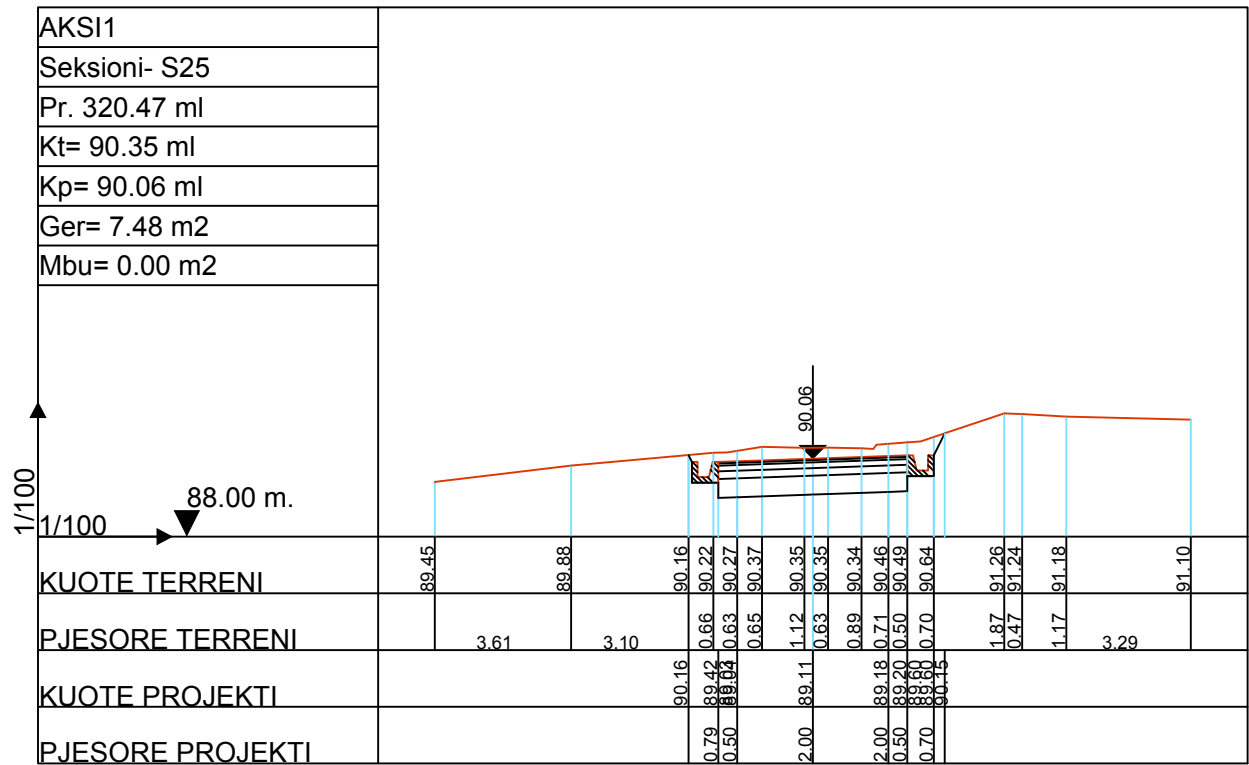 AKSI1
Seksioni- S25
Pr. 320.47 ml
Kt= 90.35 ml
Kp= 90.06 ml
Ger= 7.48 m2
Mbu= 0.00 m2
90.06
1/100
88.00 m.
1/100
KUOTE TERRENI 89.45 89.88 90.16 90.22 90.27 90.37 90.35 90.35 90.34 90.46 90.49 90.64 91.26 91.24 91.18 91.10
PJESORE TERRENI 3.61 3.10 0.66 0.63 0.65 1.12 0.63 0.89 0.71 0.50 0.70 1.87 0.47 1.17 3.29
KUOTE PROJEKTI 90.16 89.42 89.04 89.11 89.18 89.20 89.60 89.60 90.15
PJESORE PROJEKTI 0.79 0.50 2.00 2.00 0.50 0.70